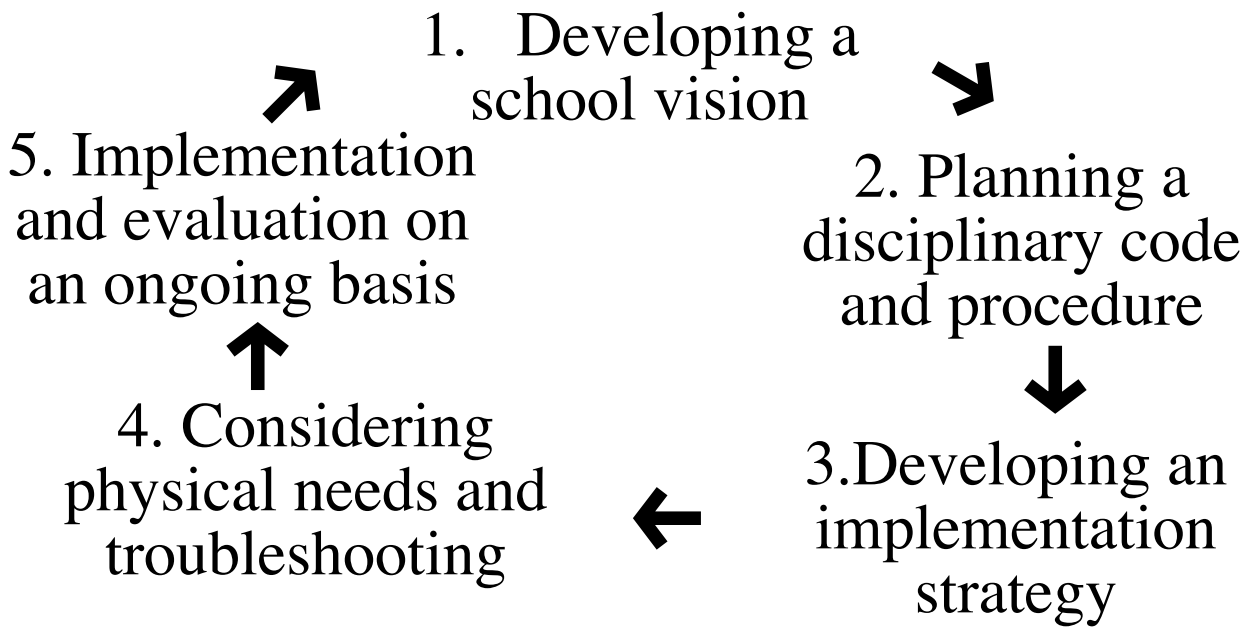 1. Developing a
school vision
2. Planning a
disciplinary code
and procedure
3.Developing an
implementation
strategy
4. Considering
physical needs and
troubleshooting
5. Implementation
and evaluation on
an ongoing basis